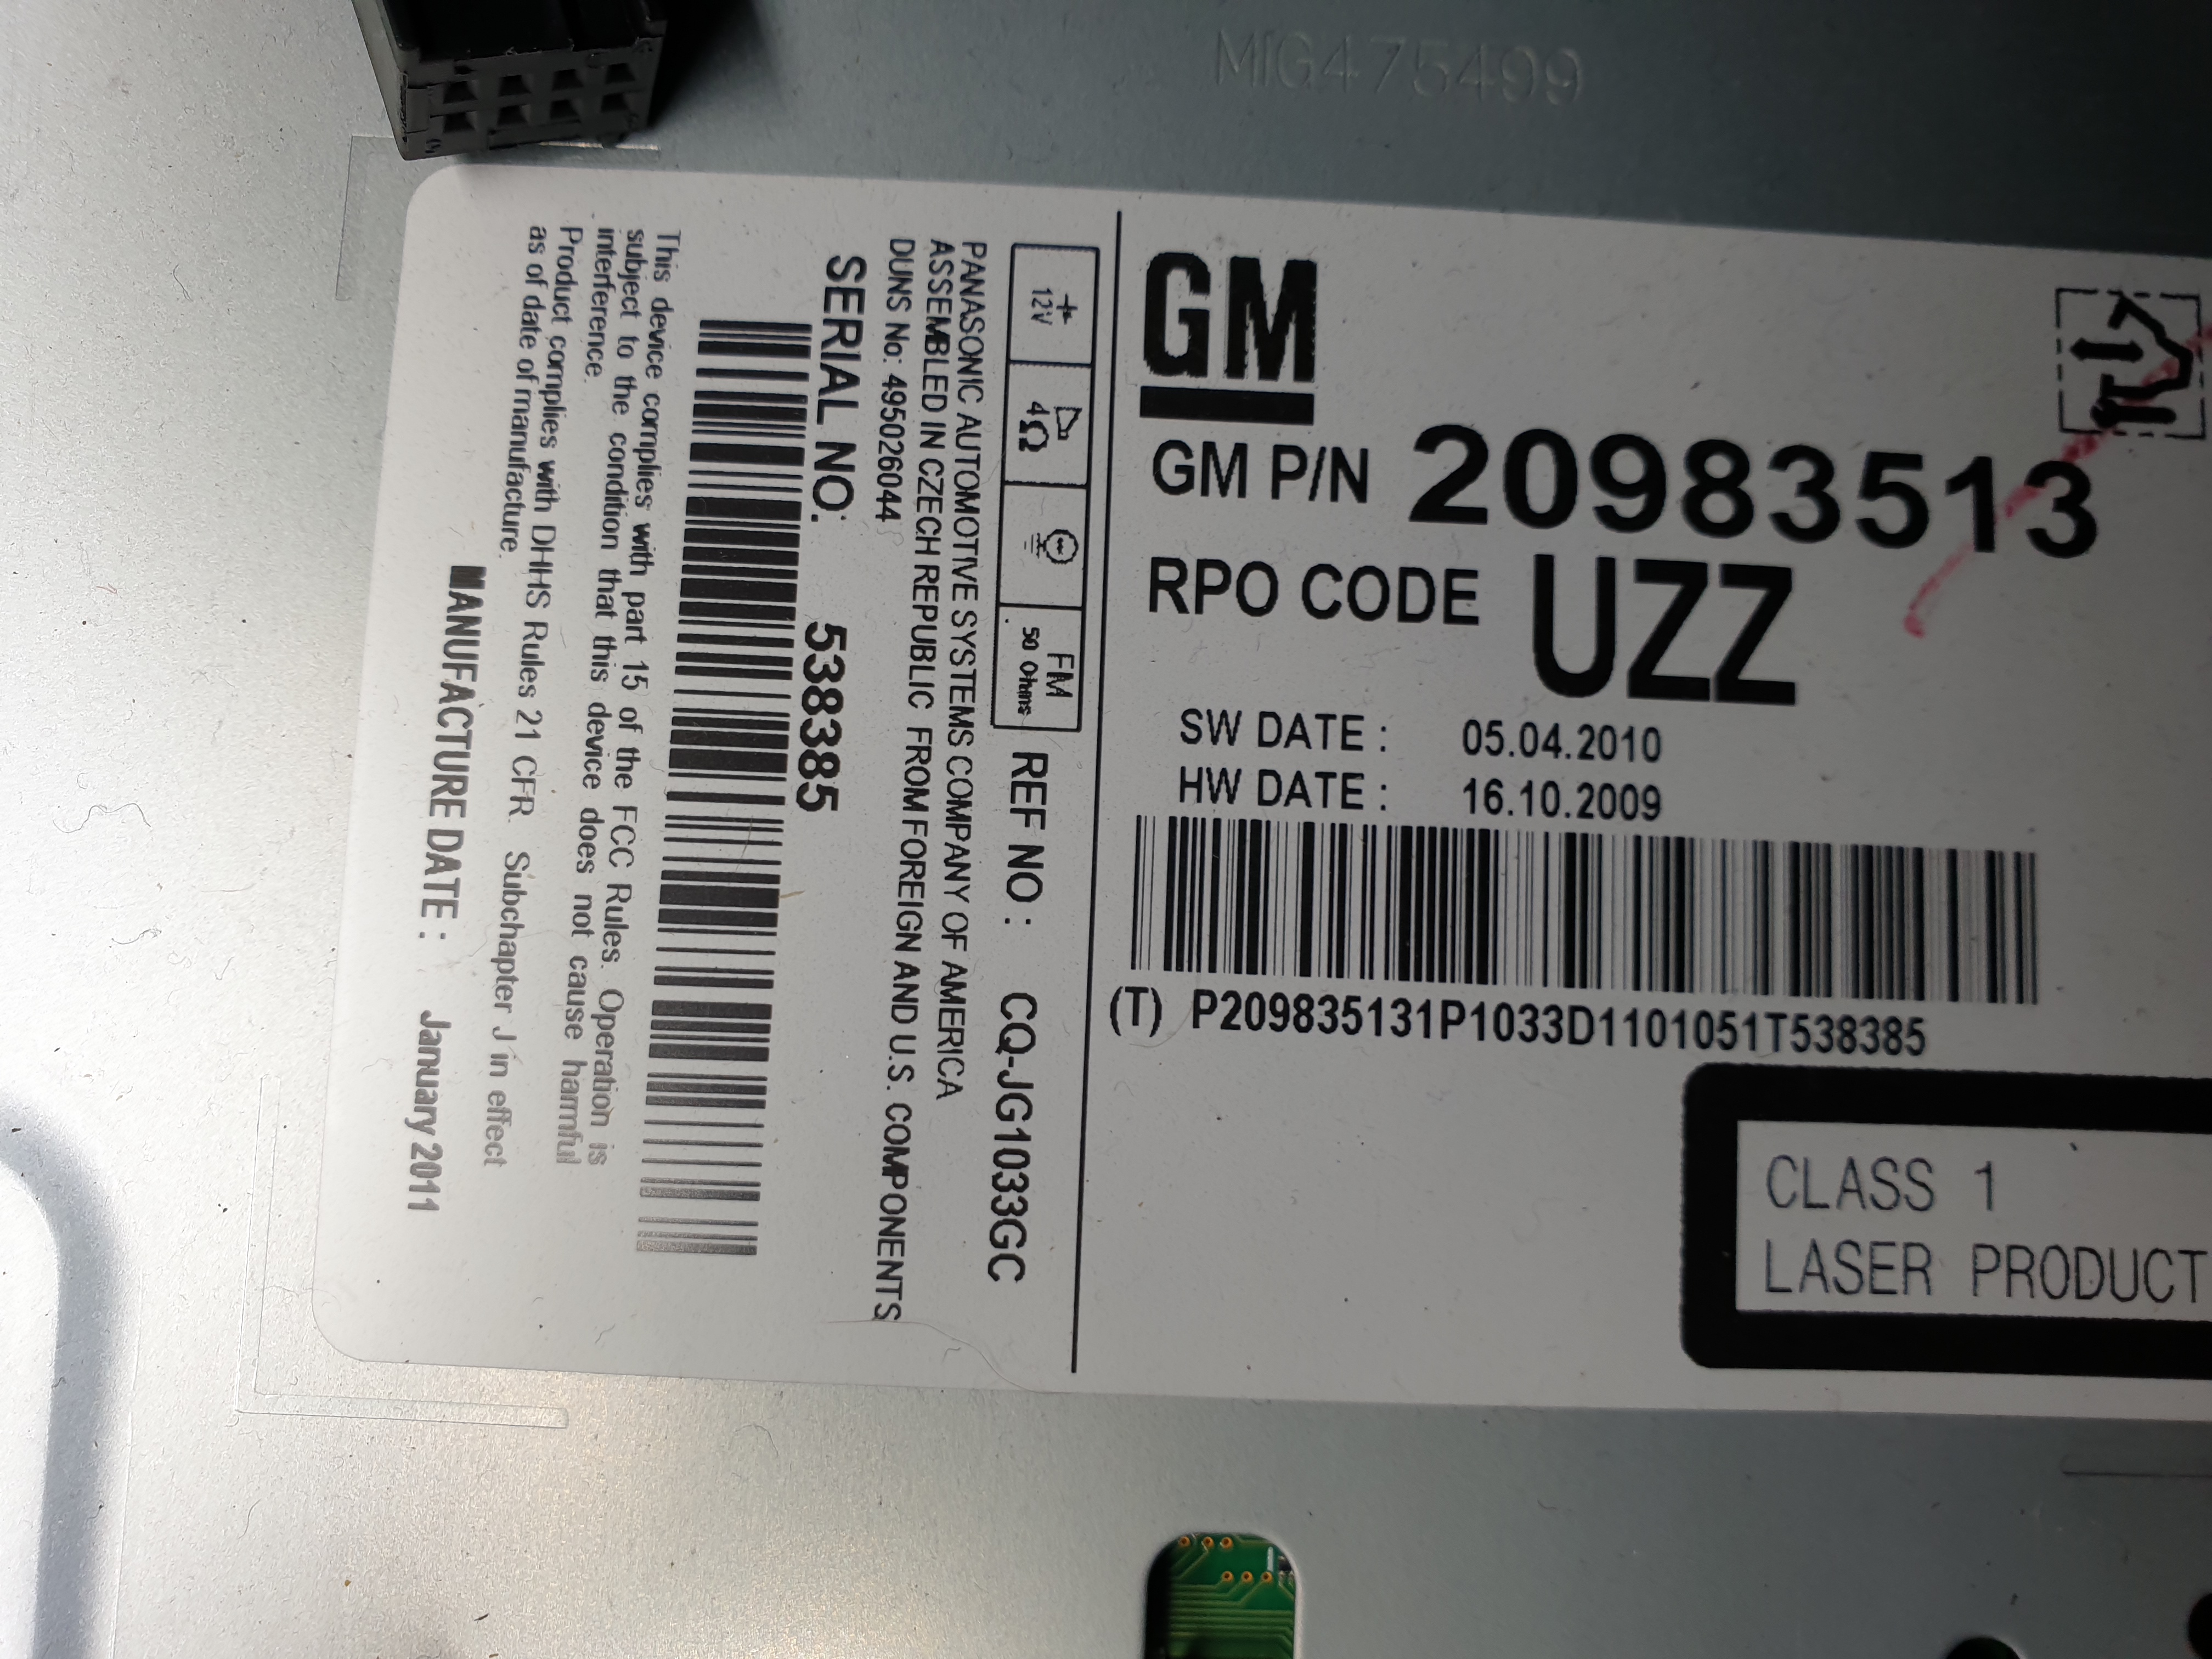 MIG475499
GM
GM P/N 20983513
RPO CODE UZZ
SW DATE : 05.04.2010
HW DATE : 16.10.2009
(T) P209835131P1033D1101051T538385
CLASS 1
LASER PRODUCT
+ 12V
4Ω
FM
50 Ohms
REF NO : CQ-JG1033GC
PANASONIC AUTOMOTIVE SYSTEMS COMPANY OF AMERICA
ASSEMBLED IN CZECH REPUBLIC FROM FOREIGN AND U.S. COMPONENTS
DUNS No: 495026044
SERIAL NO. 538385
This device complies with part 15 of the FCC Rules. Operation is
subject to the condition that this device does not cause harmful
interference.
Product complies with DHHS Rules 21 CFR Subchapter J in effect
as of date of manufacture.
MANUFACTURE DATE : January 2011